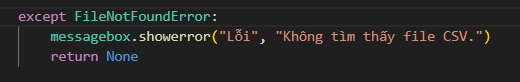 except FileNotFoundError:
    messagebox.showerror("Lỗi", "Không tìm thấy file CSV.")
    return None